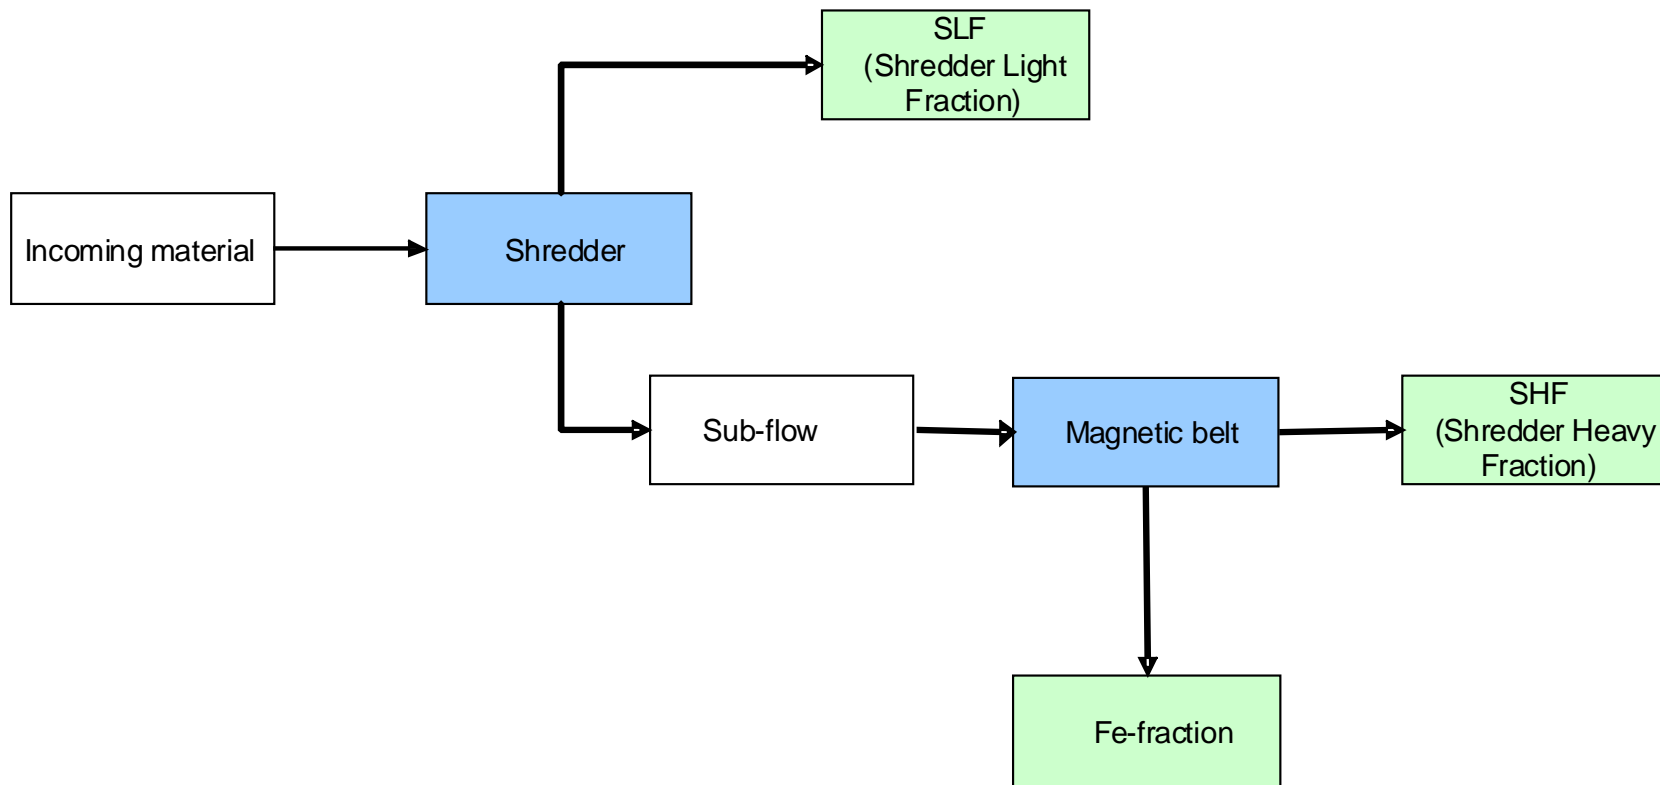 SLF
(Shredder Light
Fraction)
Incoming material
Shredder
Sub-flow
Magnetic belt
SHF
(Shredder Heavy
Fraction)
Fe-fraction